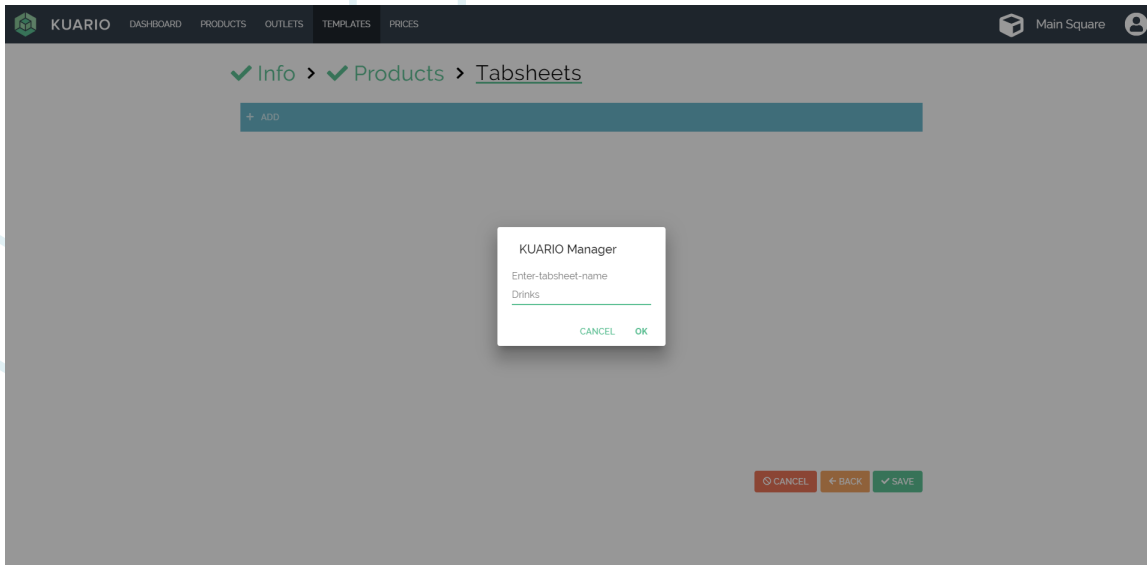 KUARIO DASHBOARD PRODUCTS OUTLETS TEMPLATES PRICES Main Square
Info > Products > Tabsheets
+ ADD
KUARIO Manager
Enter-tabsheet-name
Drinks
CANCEL OK
CANCEL BACK SAVE